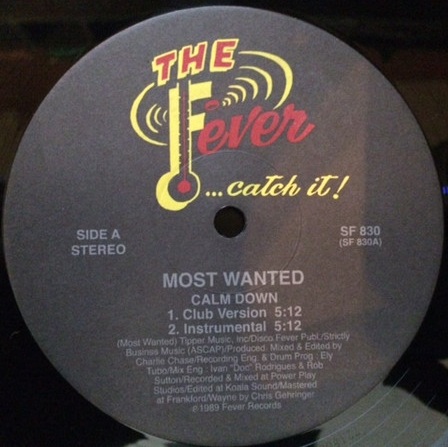 THE
Fever
...catch it!
SIDE A
STEREO
SF 830
(SF 830A)
MOST WANTED
CALM DOWN
1. Club Version 5:12
2. Instrumental 5:12
(Most Wanted) Tipper Music, Inc/Disco Fever Publ./Strictly
Busines Music (ASCAP)/Produced, Mixed & Edited by
Charlie Chase/Recording Eng. & Drum Prog : Ely
Tubo/Mix Eng : Ivan "Doc" Rodrigues & Rob
Sutton/Recorded & Mixed at Power Play
Studios/Edited at Koala Sound/Mastered
at Frankford/Wayne by Chris Gehringer
℗1989 Fever Records